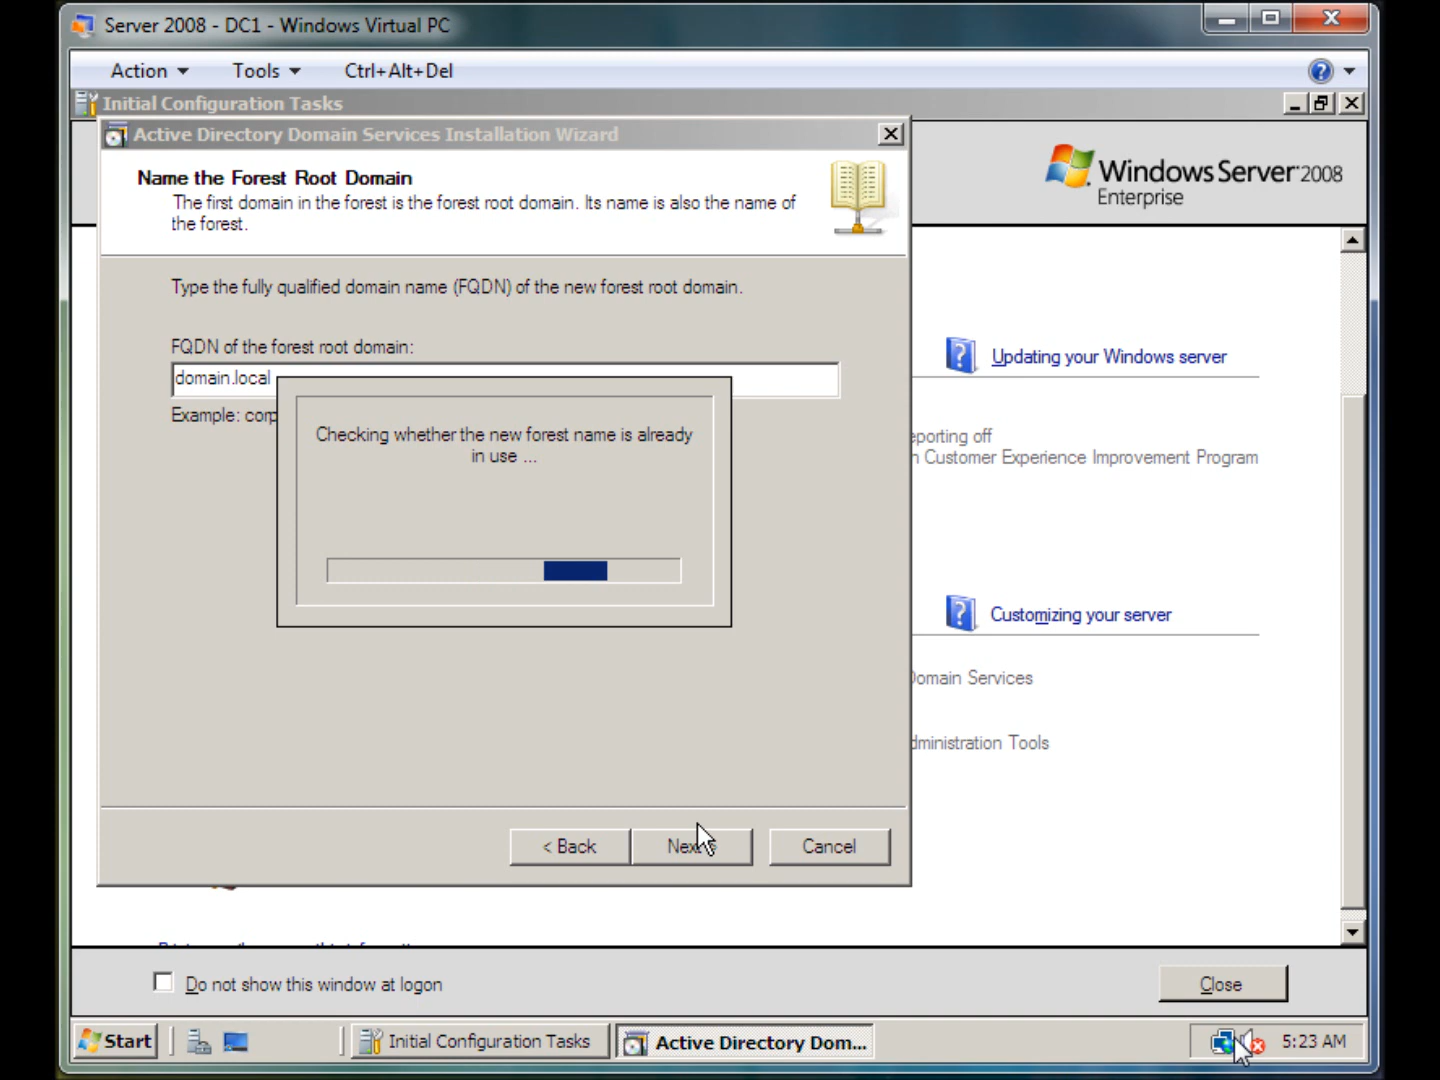 Server 2008 - DC1 - Windows Virtual PC
Action Tools Ctrl+Alt+Del
Initial Configuration Tasks
Active Directory Domain Services Installation Wizard
Name the Forest Root Domain
The first domain in the forest is the forest root domain. Its name is also the name of
the forest.
Windows Server 2008
Enterprise
Type the fully qualified domain name (FQDN) of the new forest root domain.
FQDN of the forest root domain:
domain.local
Example: corp
Checking whether the new forest name is already
in use ...
Updating your Windows server
eporting off
n Customer Experience Improvement Program
Customizing your server
Domain Services
dministration Tools
< Back
Cancel
Do not show this window at logon
Close
Start
Initial Configuration Tasks
Active Directory Dom...
5:23 AM